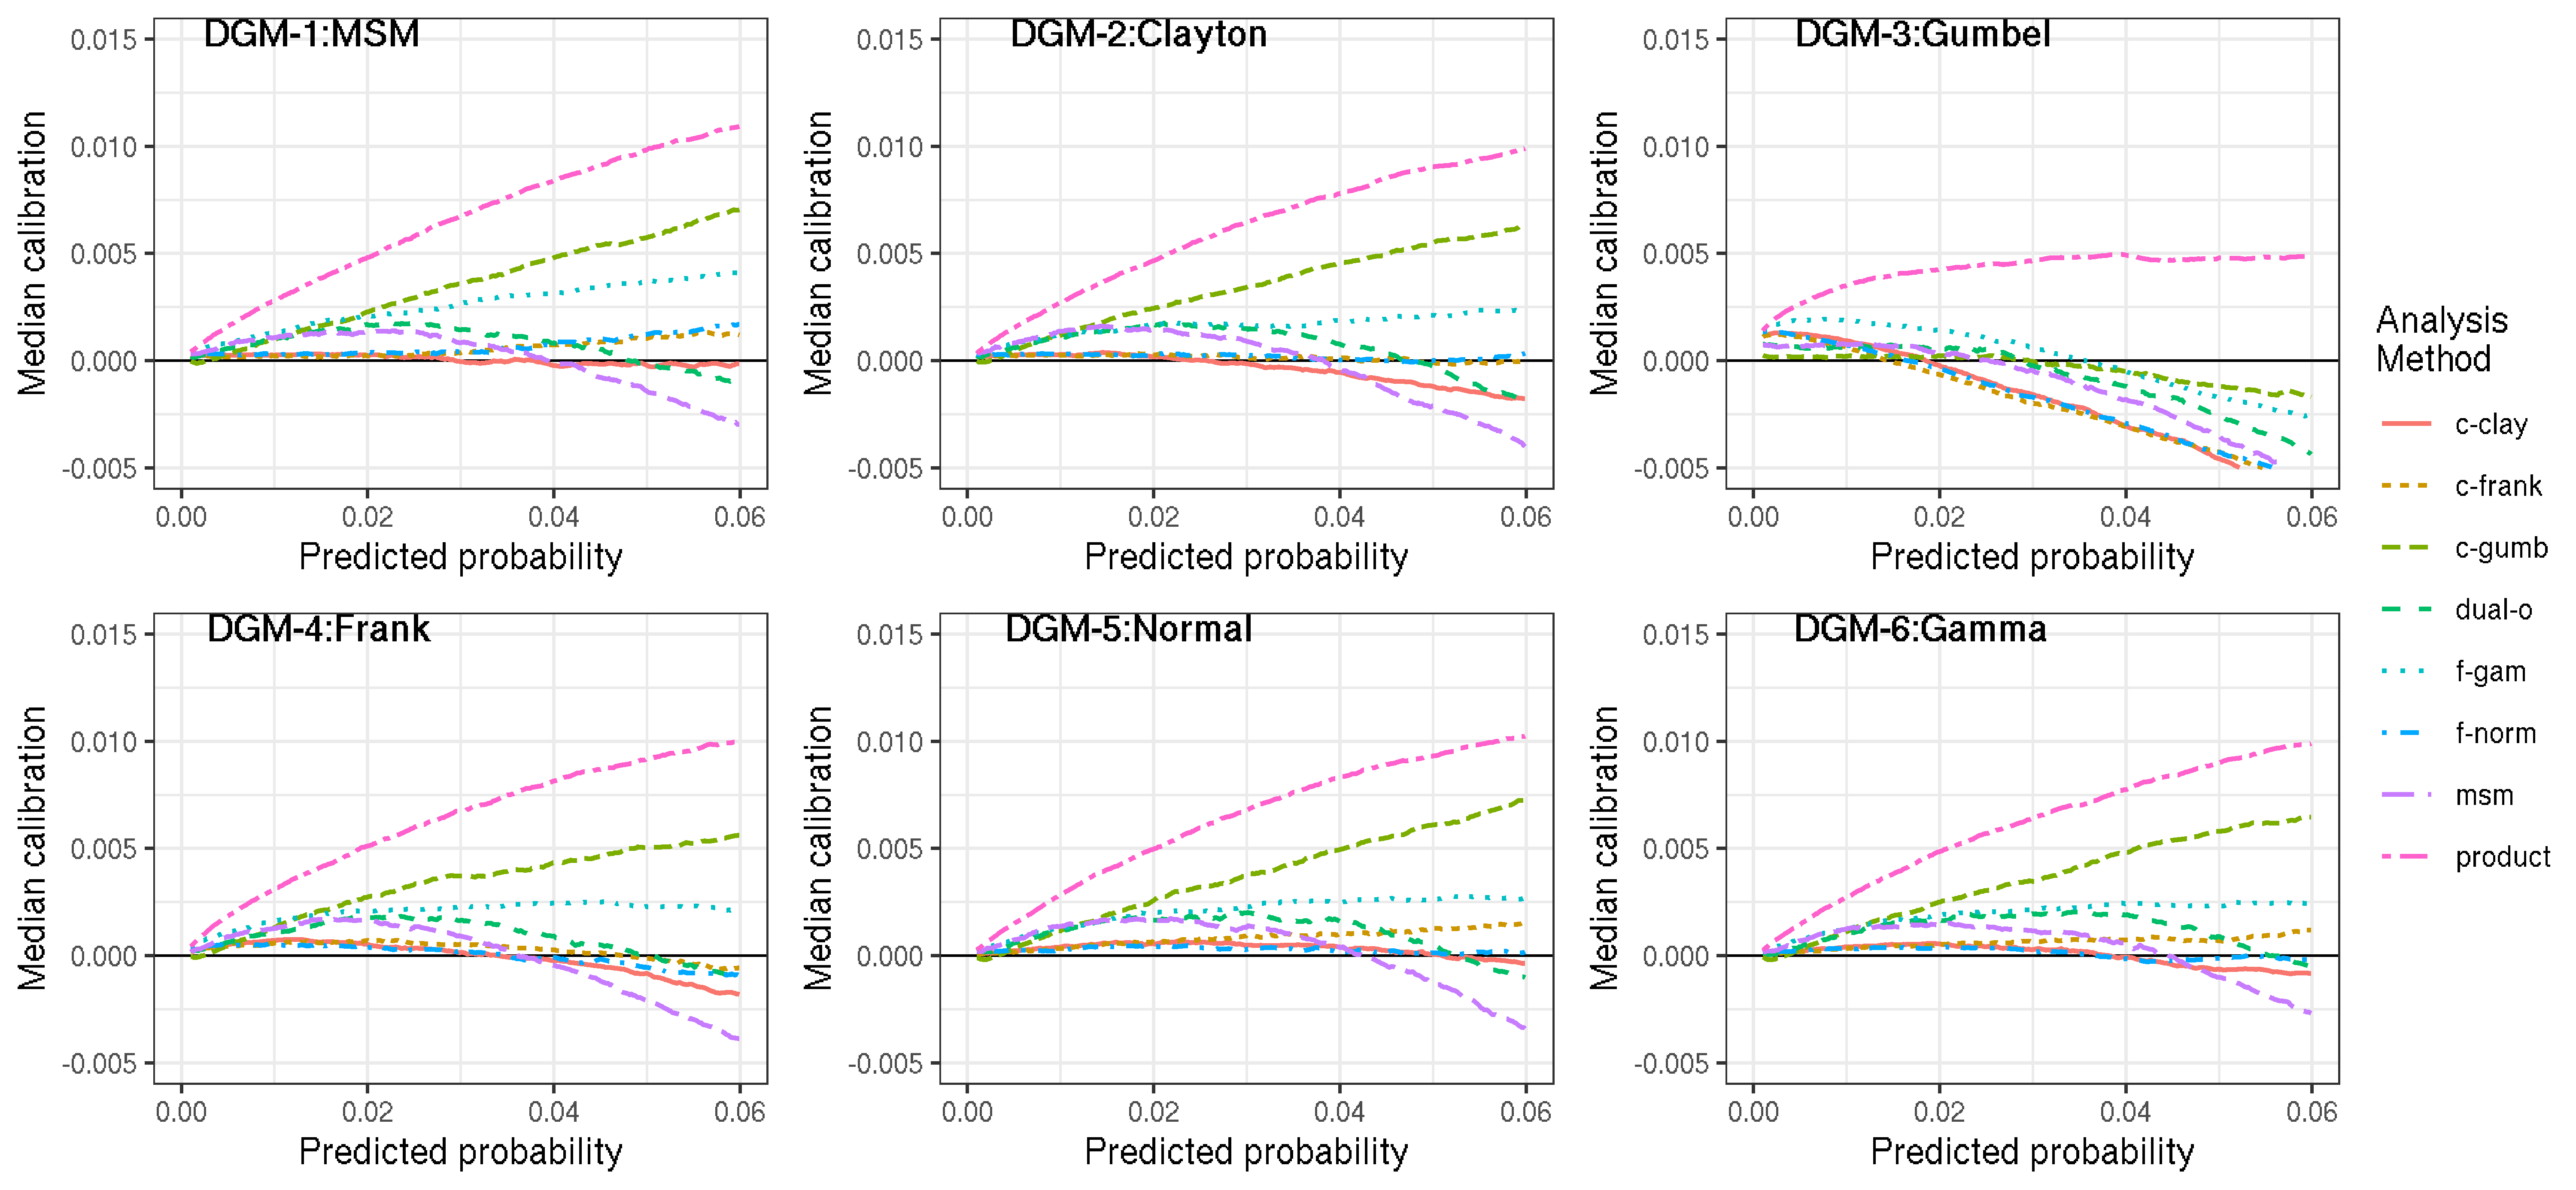 DGM-1:MSM
0.015
0.010
0.005
0.000
-0.005
Median calibration
0.00 0.02 0.04 0.06
Predicted probability
DGM-2:Clayton
0.015
0.010
0.005
0.000
-0.005
Median calibration
0.00 0.02 0.04 0.06
Predicted probability
DGM-3:Gumbel
0.015
0.010
0.005
0.000
-0.005
Median calibration
0.00 0.02 0.04 0.06
Predicted probability
DGM-4:Frank
0.015
0.010
0.005
0.000
-0.005
Median calibration
0.00 0.02 0.04 0.06
Predicted probability
DGM-5:Normal
0.015
0.010
0.005
0.000
-0.005
Median calibration
0.00 0.02 0.04 0.06
Predicted probability
DGM-6:Gamma
0.015
0.010
0.005
0.000
-0.005
Median calibration
0.00 0.02 0.04 0.06
Predicted probability
Analysis
Method
c-clay
c-frank
c-gumb
dual-o
f-gam
f-norm
msm
product